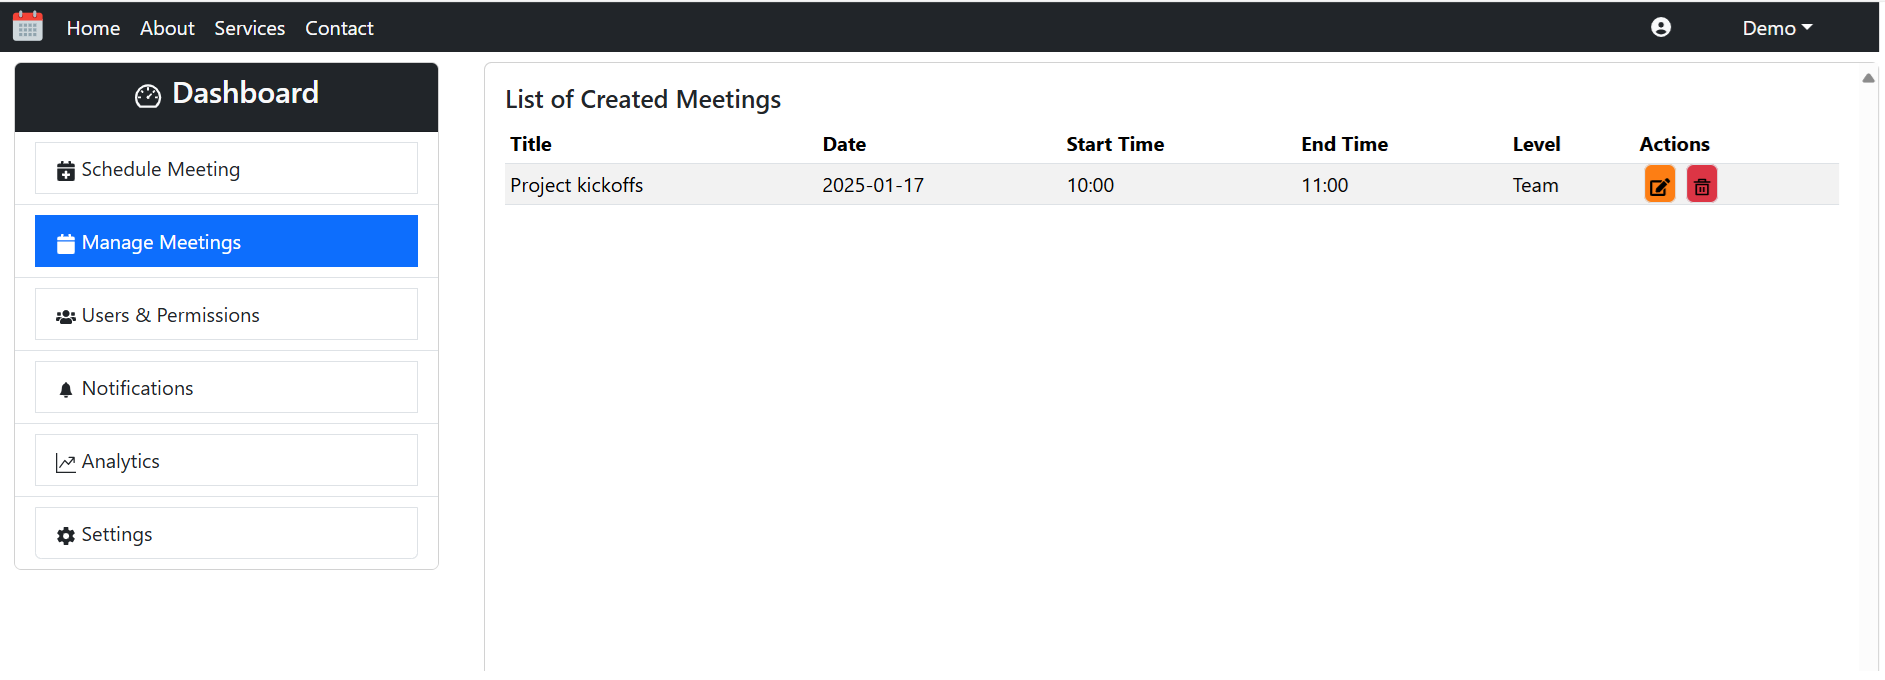 Home About Services Contact Demo
Dashboard
Schedule Meeting
Manage Meetings
Users & Permissions
Notifications
Analytics
Settings
List of Created Meetings
Title Date Start Time End Time Level Actions
Project kickoffs 2025-01-17 10:00 11:00 Team